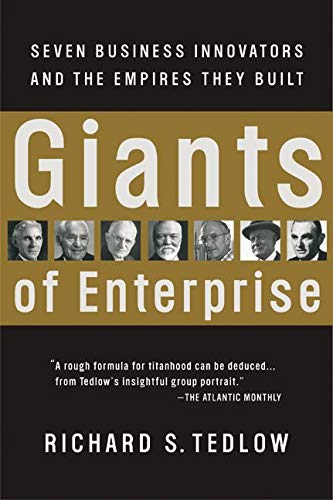 SEVEN BUSINESS INNOVATORS
AND THE EMPIRES THEY BUILT
Giants
of Enterprise
"A rough formula for titanhood can be deduced...
from Tedlow's insightful group portrait."
—THE ATLANTIC MONTHLY
RICHARD S. TEDLOW